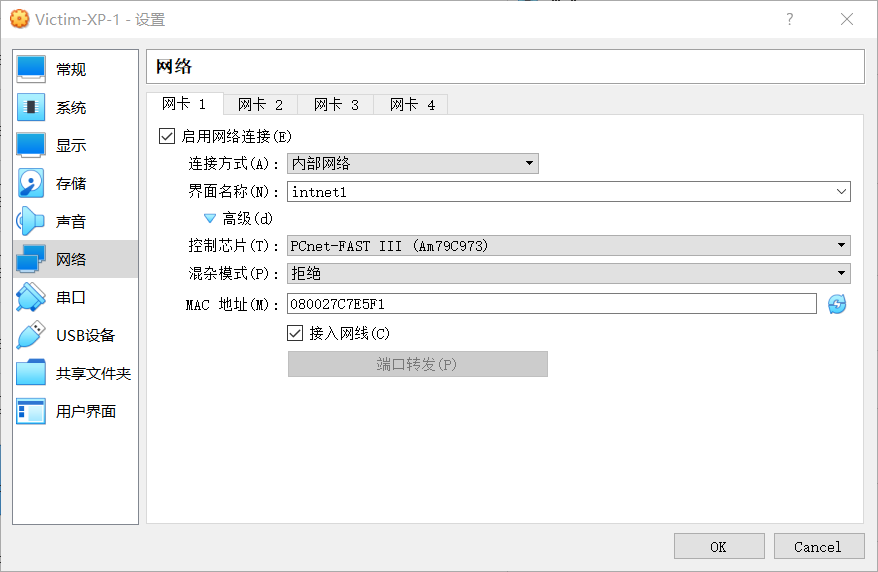 Victim-XP-1 - 设置
?
常规
系统
显示
存储
声音
网络
串口
USB设备
共享文件夹
用户界面
网络
网卡 1 网卡 2 网卡 3 网卡 4
启用网络连接(E)
连接方式(A): 内部网络
界面名称(N): intnet1
高级(d)
控制芯片(T): PCnet-FAST III (Am79C973)
混杂模式(P): 拒绝
MAC 地址(M): 080027C7E5F1
接入网线(C)
端口转发(P)
OK Cancel